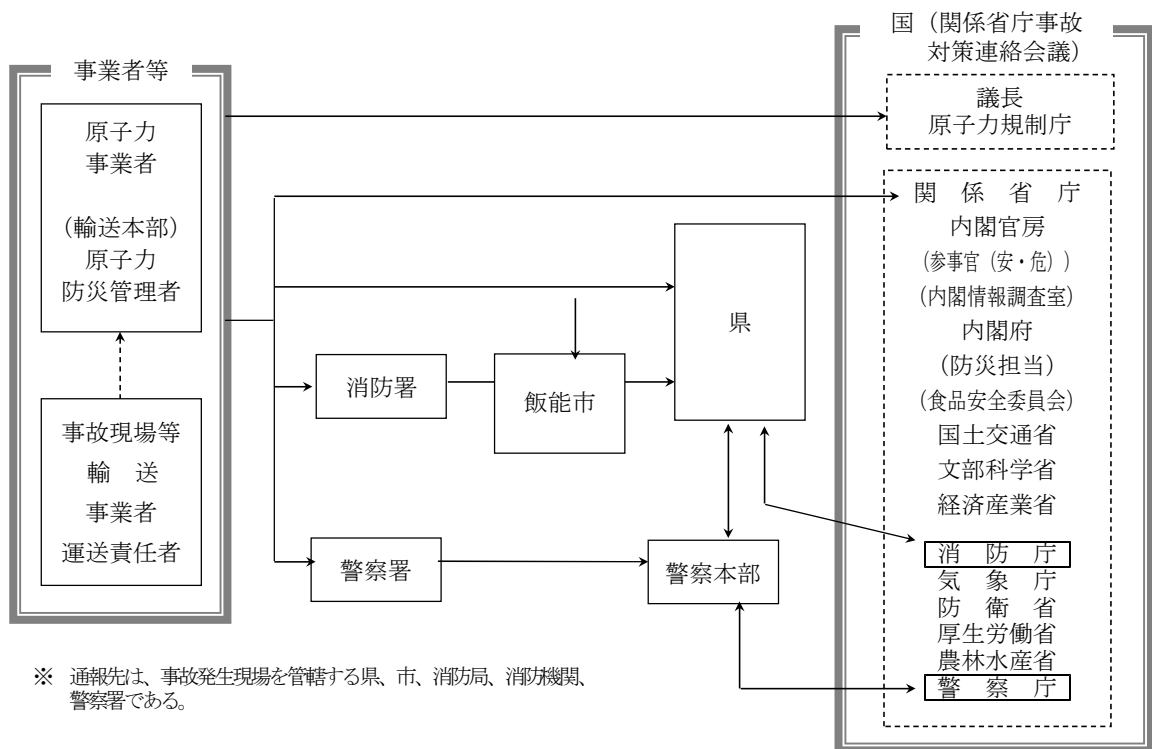 事業者等
原子力
事業者
(輸送本部)
原子力
防災管理者
事故現場等
輸 送
事業者
運送責任者
消防署
飯能市
県
警察署
警察本部
国(関係省庁事故
対策連絡会議)
議長
原子力規制庁
関 係 省 庁
内閣官房
(参事官(安・危))
(内閣情報調査室)
内閣府
(防災担当)
(食品安全委員会)
国土交通省
文部科学省
経済産業省
消 防 庁
気 象 庁
防 衛 省
厚生労働省
農林水産省
警 察 庁
※ 通報先は、事故発生現場を管轄する県、市、消防局、消防機関、
警察署である。